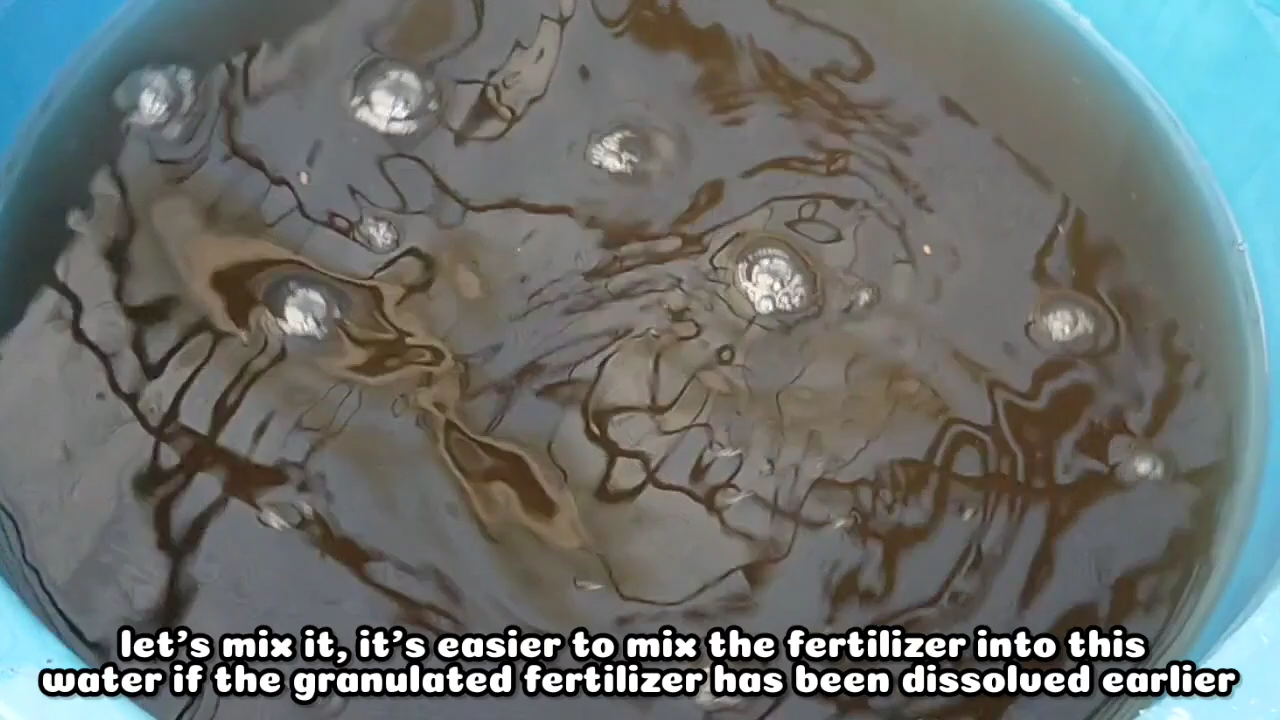 let's mix it, it's easier to mix the fertilizer into this
water if the granulated fertilizer has been dissolved earlier